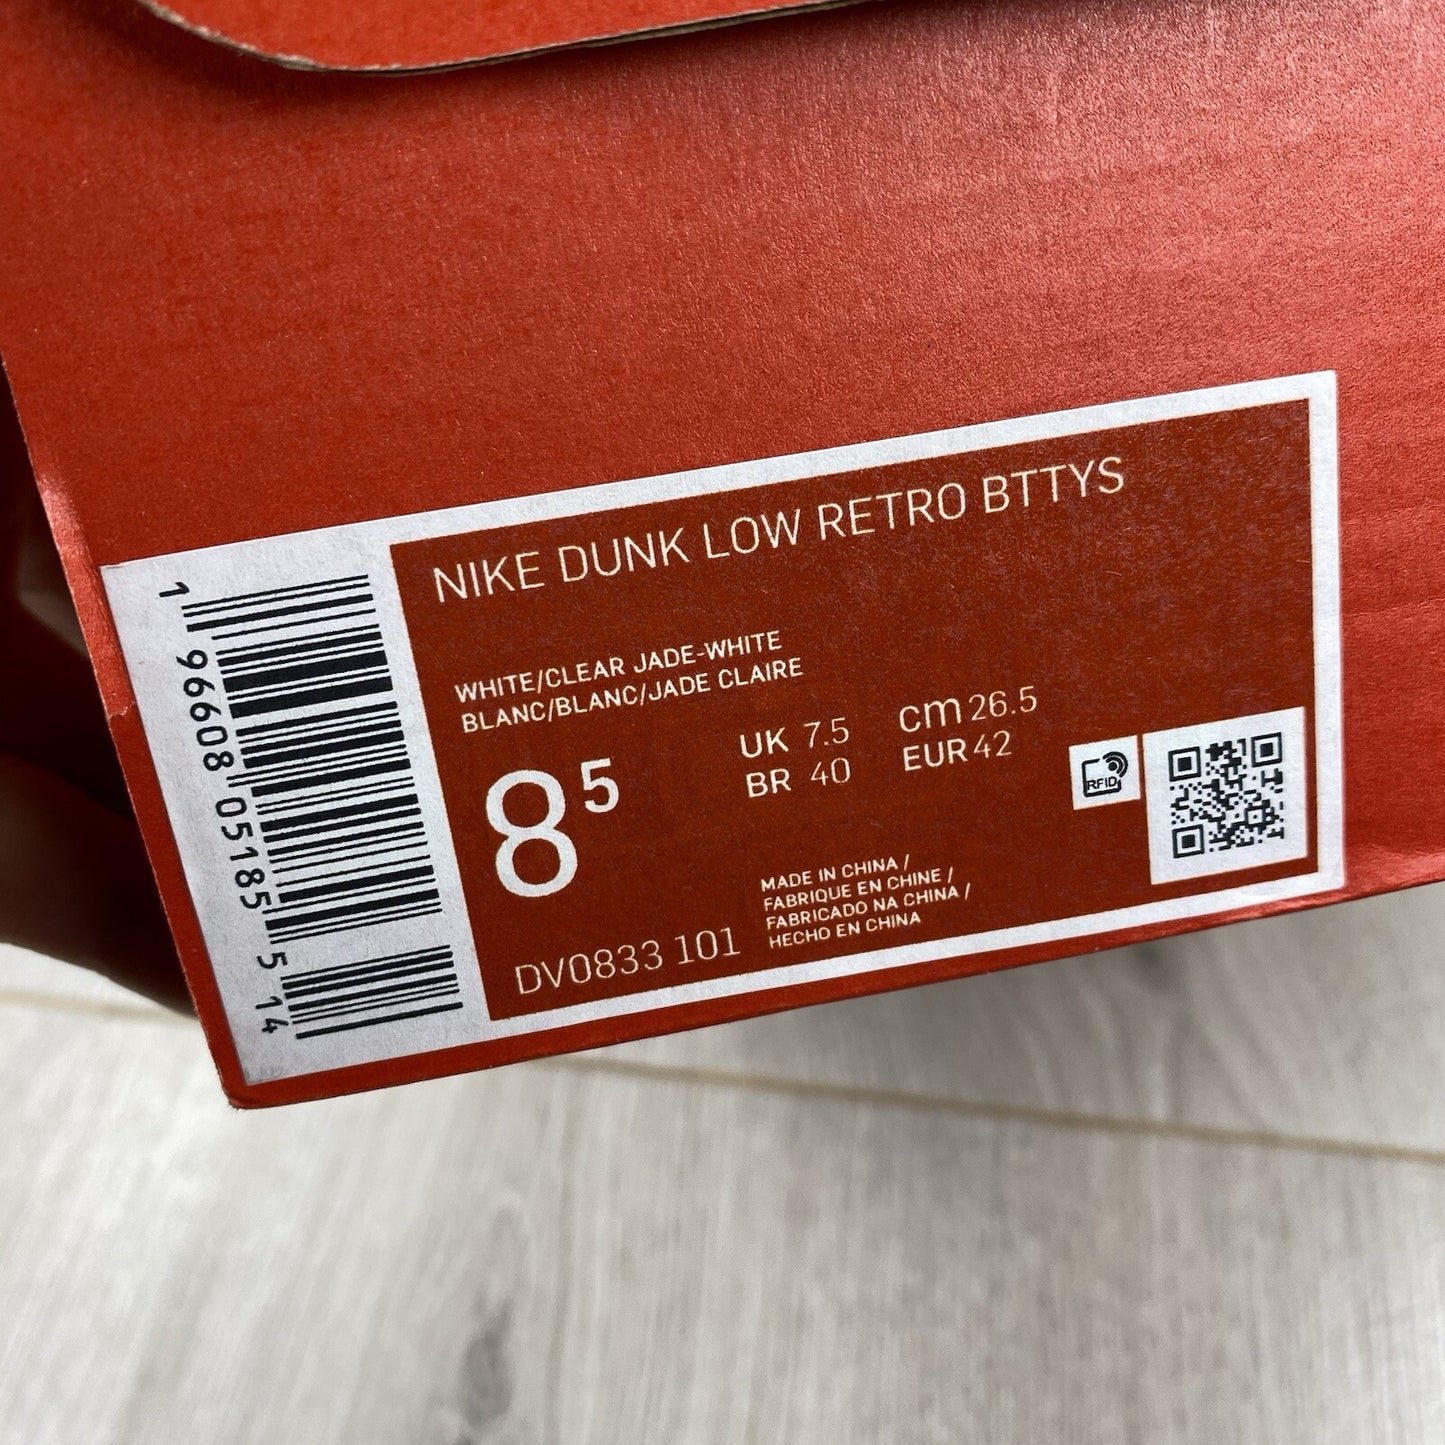 NIKE DUNK LOW RETRO BTTYS
WHITE/CLEAR JADE-WHITE
BLANC/BLANC/JADE CLAIRE
8 5
UK 7.5
BR 40
cm 26.5
EUR 42
RFID
DV0833 101
MADE IN CHINA /
FABRIQUE EN CHINE /
FABRICADO NA CHINA /
HECHO EN CHINA
1 96608 05185 5 14